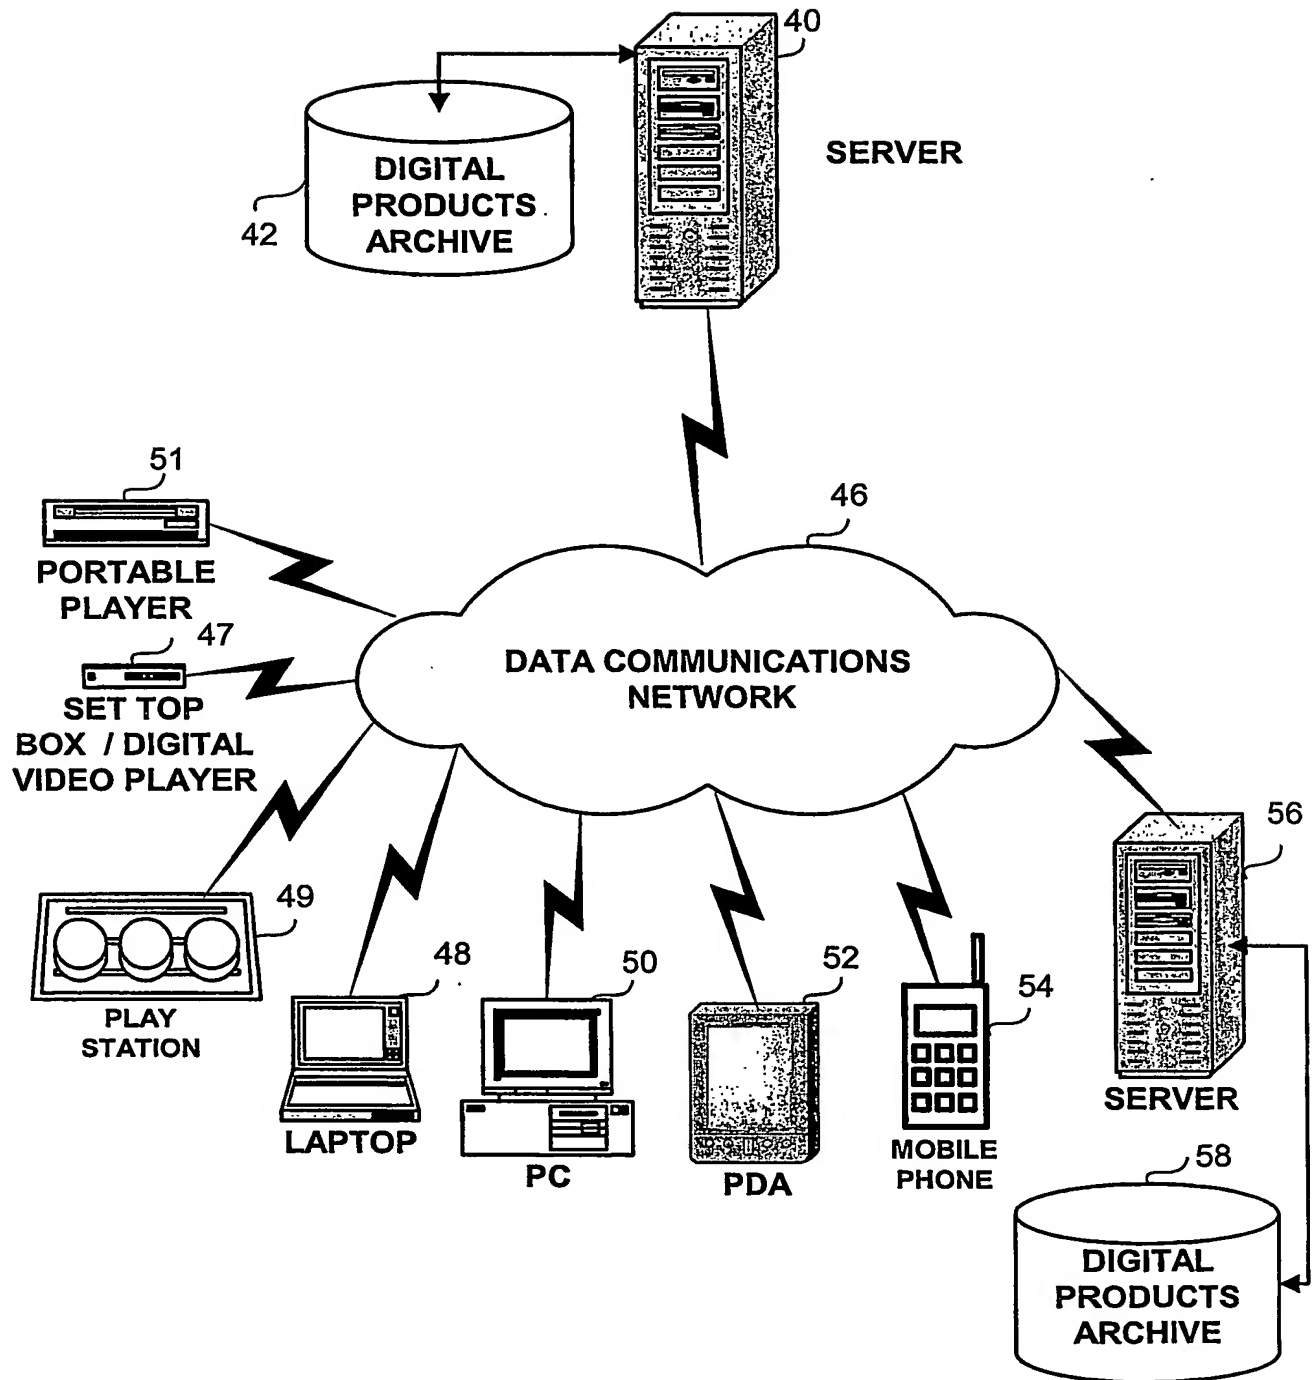 40
DIGITAL
PRODUCTS
ARCHIVE
42
SERVER
51
PORTABLE
PLAYER
46
47
SET TOP
BOX / DIGITAL
VIDEO PLAYER
DATA COMMUNICATIONS
NETWORK
49
PLAY
STATION
48
LAPTOP
50
PC
52
PDA
54
MOBILE
PHONE
56
SERVER
58
DIGITAL
PRODUCTS
ARCHIVE